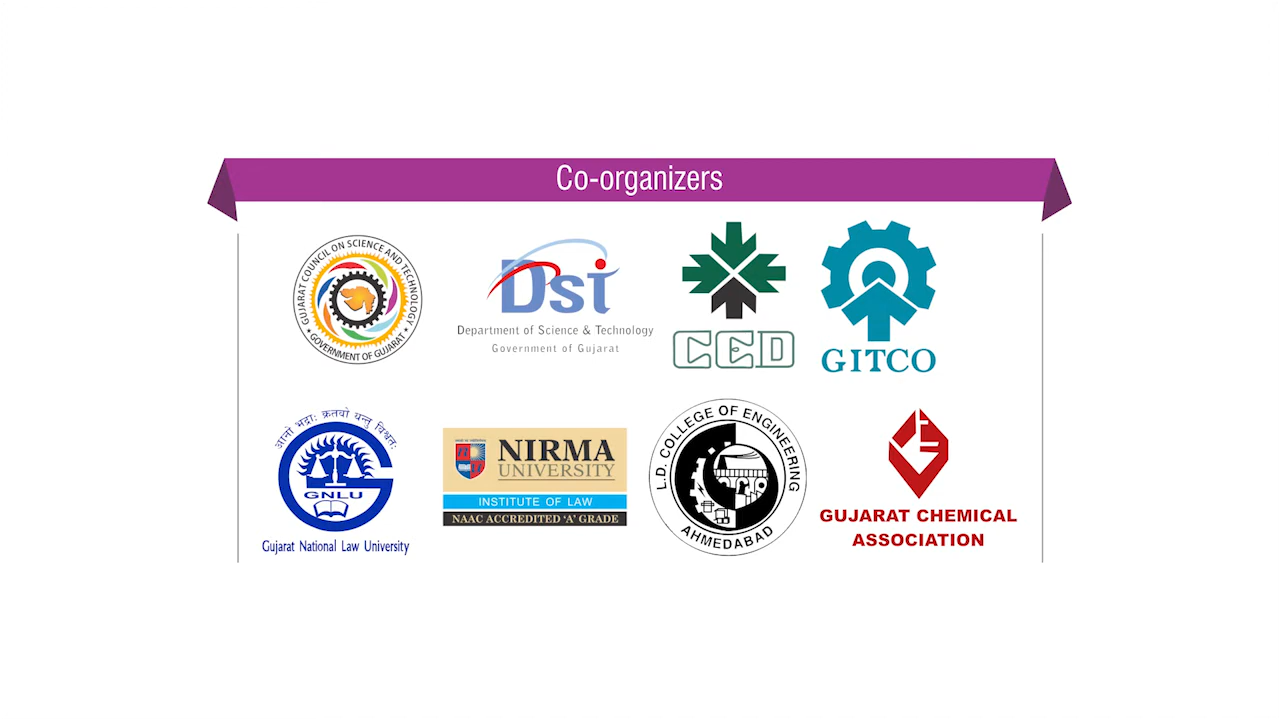 Co-organizers
GUJARAT COUNCIL ON SCIENCE AND TECHNOLOGY
GOVERNMENT OF GUJARAT
Dst
Department of Science & Technology
Government of Gujarat
CED
GITCO
आनो भद्राः क्रतवो यन्तु विश्वतः
GNLU
Gujarat National Law University
NIRMA
UNIVERSITY
INSTITUTE OF LAW
NAAC ACCREDITED 'A' GRADE
L.D. COLLEGE OF ENGINEERING
AHMEDABAD
GUJARAT CHEMICAL
ASSOCIATION